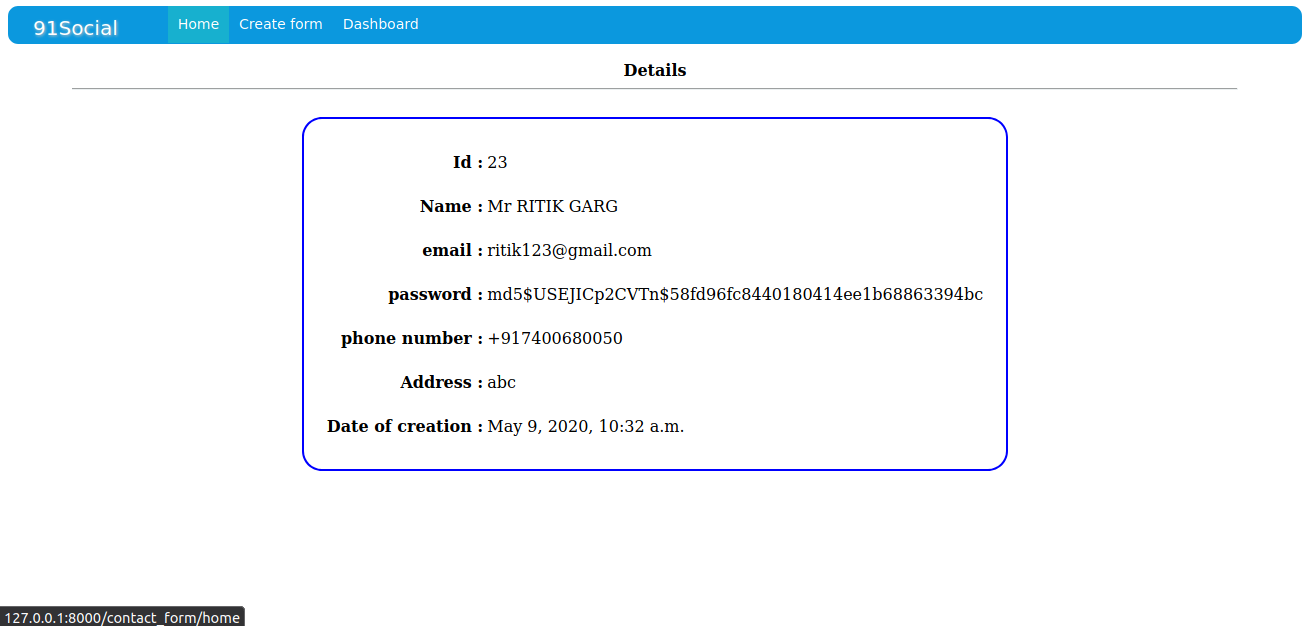 91Social Home Create form Dashboard
Details
Id : 23
Name : Mr RITIK GARG
email : ritik123@gmail.com
password : md5$USEJICp2CVTn$58fd96fc8440180414ee1b68863394bc
phone number : +917400680050
Address : abc
Date of creation : May 9, 2020, 10:32 a.m.
127.0.0.1:8000/contact_form/home